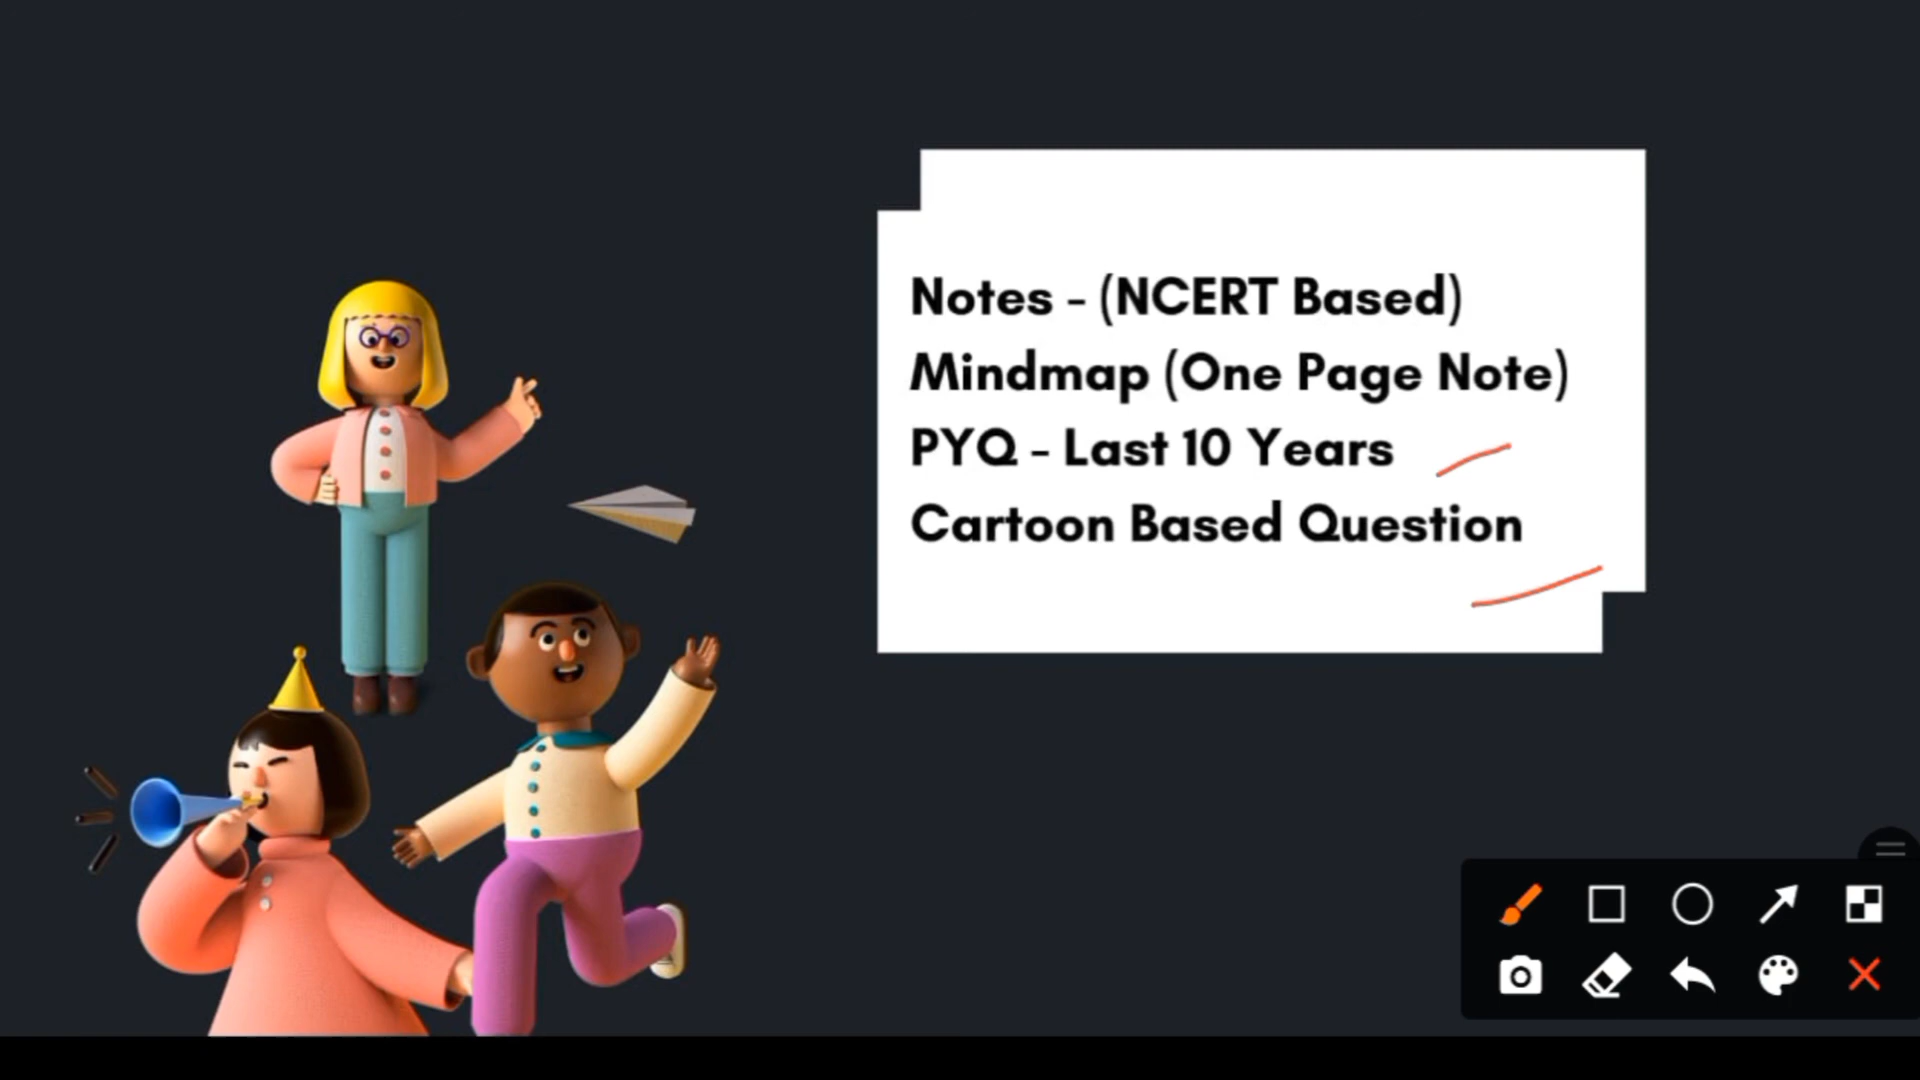 Notes - (NCERT Based)
Mindmap (One Page Note)
PYQ - Last 10 Years
Cartoon Based Question